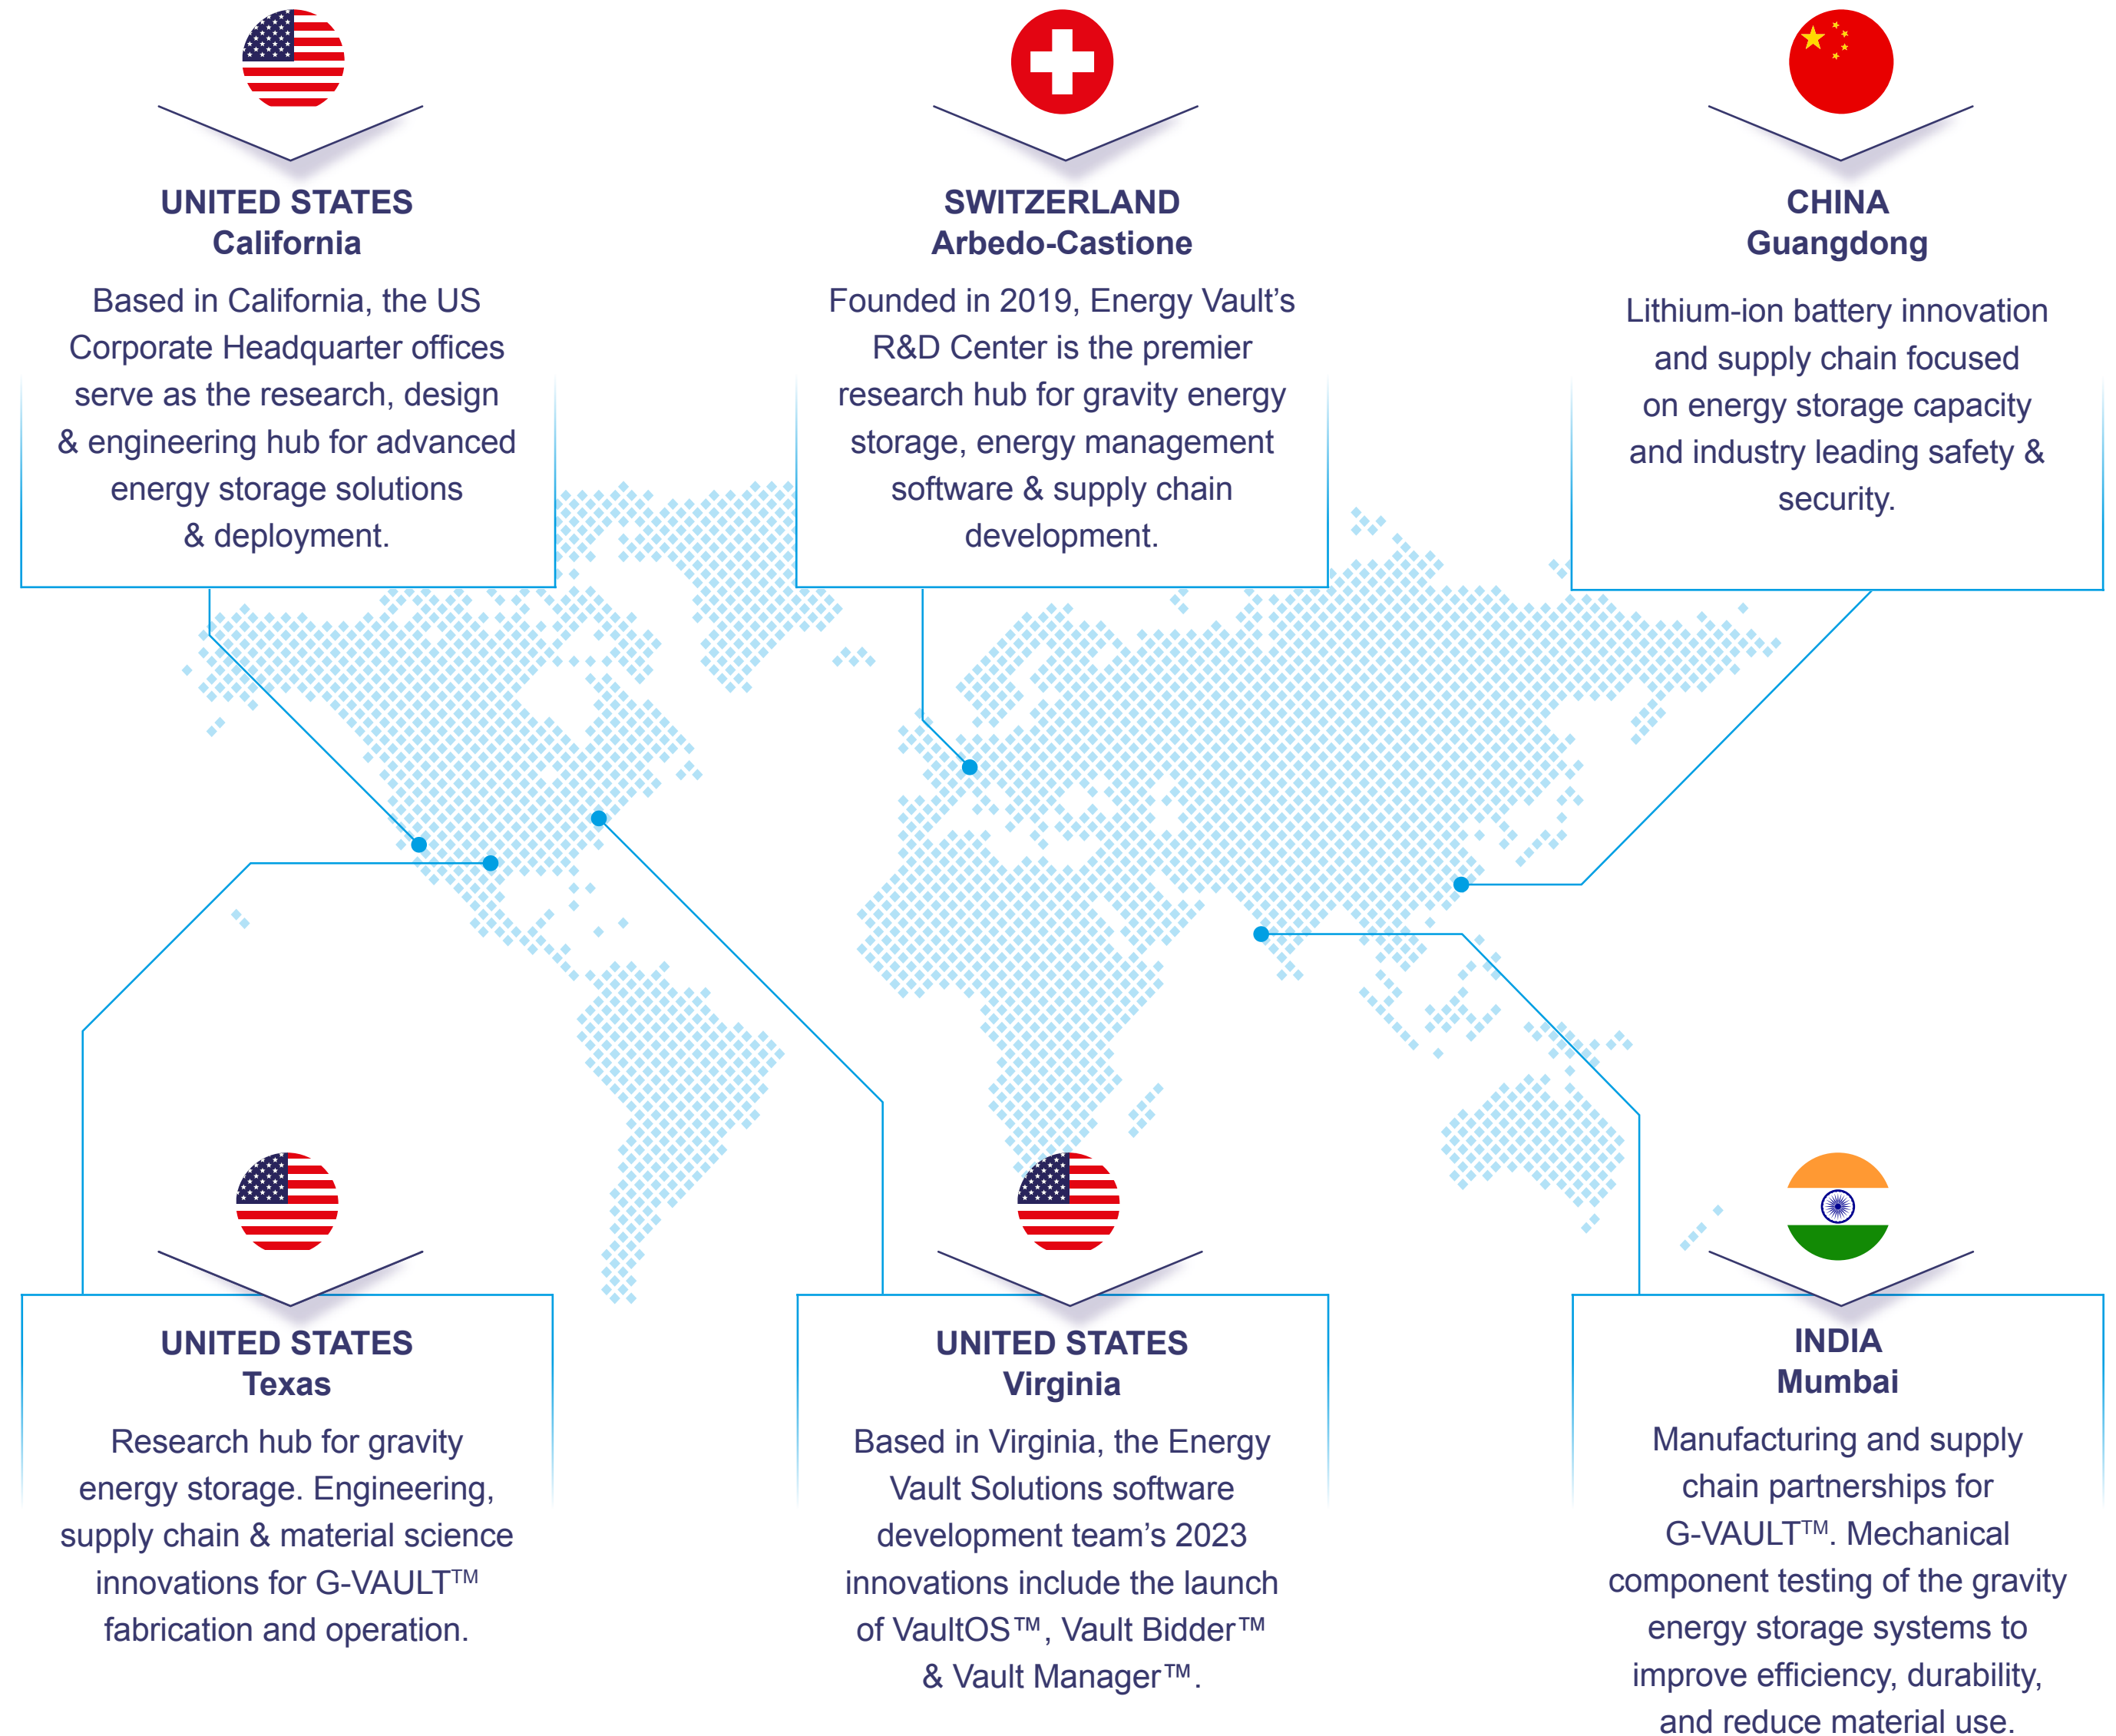 UNITED STATES
California
Based in California, the US
Corporate Headquarter offices
serve as the research, design
& engineering hub for advanced
energy storage solutions
& deployment.
SWITZERLAND
Arbedo-Castione
Founded in 2019, Energy Vault’s
R&D Center is the premier
research hub for gravity energy
storage, energy management
software & supply chain
development.
CHINA
Guangdong
Lithium-ion battery innovation
and supply chain focused
on energy storage capacity
and industry leading safety &
security.
UNITED STATES
Texas
Research hub for gravity
energy storage. Engineering,
supply chain & material science
innovations for G-VAULT™
fabrication and operation.
UNITED STATES
Virginia
Based in Virginia, the Energy
Vault Solutions software
development team’s 2023
innovations include the launch
of VaultOS™, Vault Bidder™
& Vault Manager™.
INDIA
Mumbai
Manufacturing and supply
chain partnerships for
G-VAULT™. Mechanical
component testing of the gravity
energy storage systems to
improve efficiency, durability,
and reduce material use.